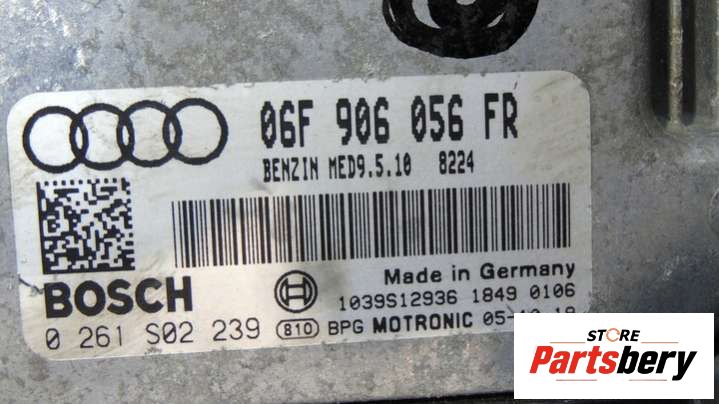 06F 906 056 FR
BENZIN MED9.5.10 8224
BOSCH
Made in Germany
1039S12936 1849 0106
0 261 S02 239 810 BPG MOTRONIC
STORE
Partsbery